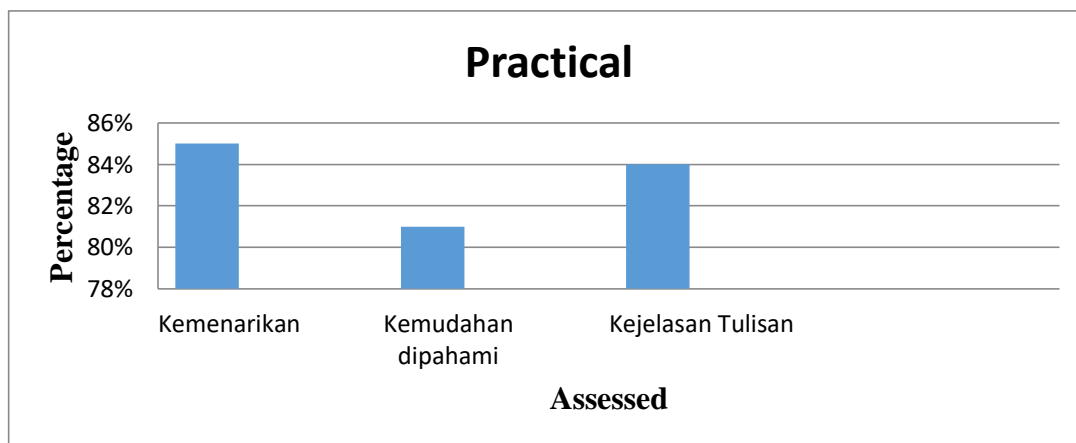 Practical
Percentage
86%
84%
82%
80%
78%
Kemenarikan
Kemudahan
dipahami
Kejelasan Tulisan
Assessed